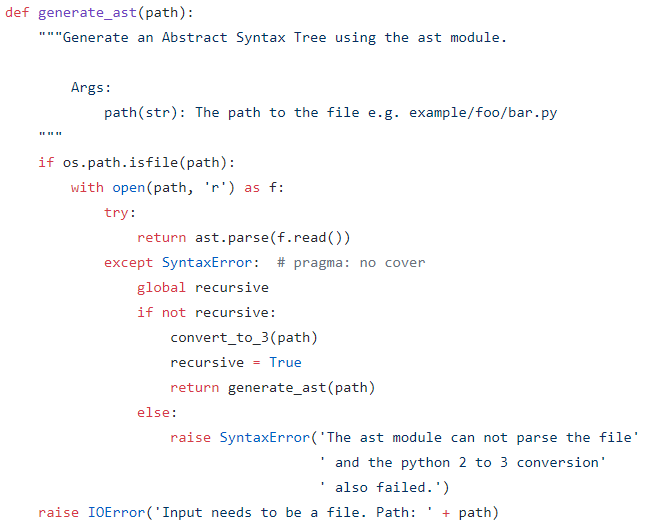 def generate_ast(path):
    """Generate an Abstract Syntax Tree using the ast module.

        Args:
            path(str): The path to the file e.g. example/foo/bar.py
    """
    if os.path.isfile(path):
        with open(path, 'r') as f:
            try:
                return ast.parse(f.read())
            except SyntaxError:  # pragma: no cover
                global recursive
                if not recursive:
                    convert_to_3(path)
                    recursive = True
                    return generate_ast(path)
                else:
                    raise SyntaxError('The ast module can not parse the file'
                                      ' and the python 2 to 3 conversion'
                                      ' also failed.')
    raise IOError('Input needs to be a file. Path: ' + path)